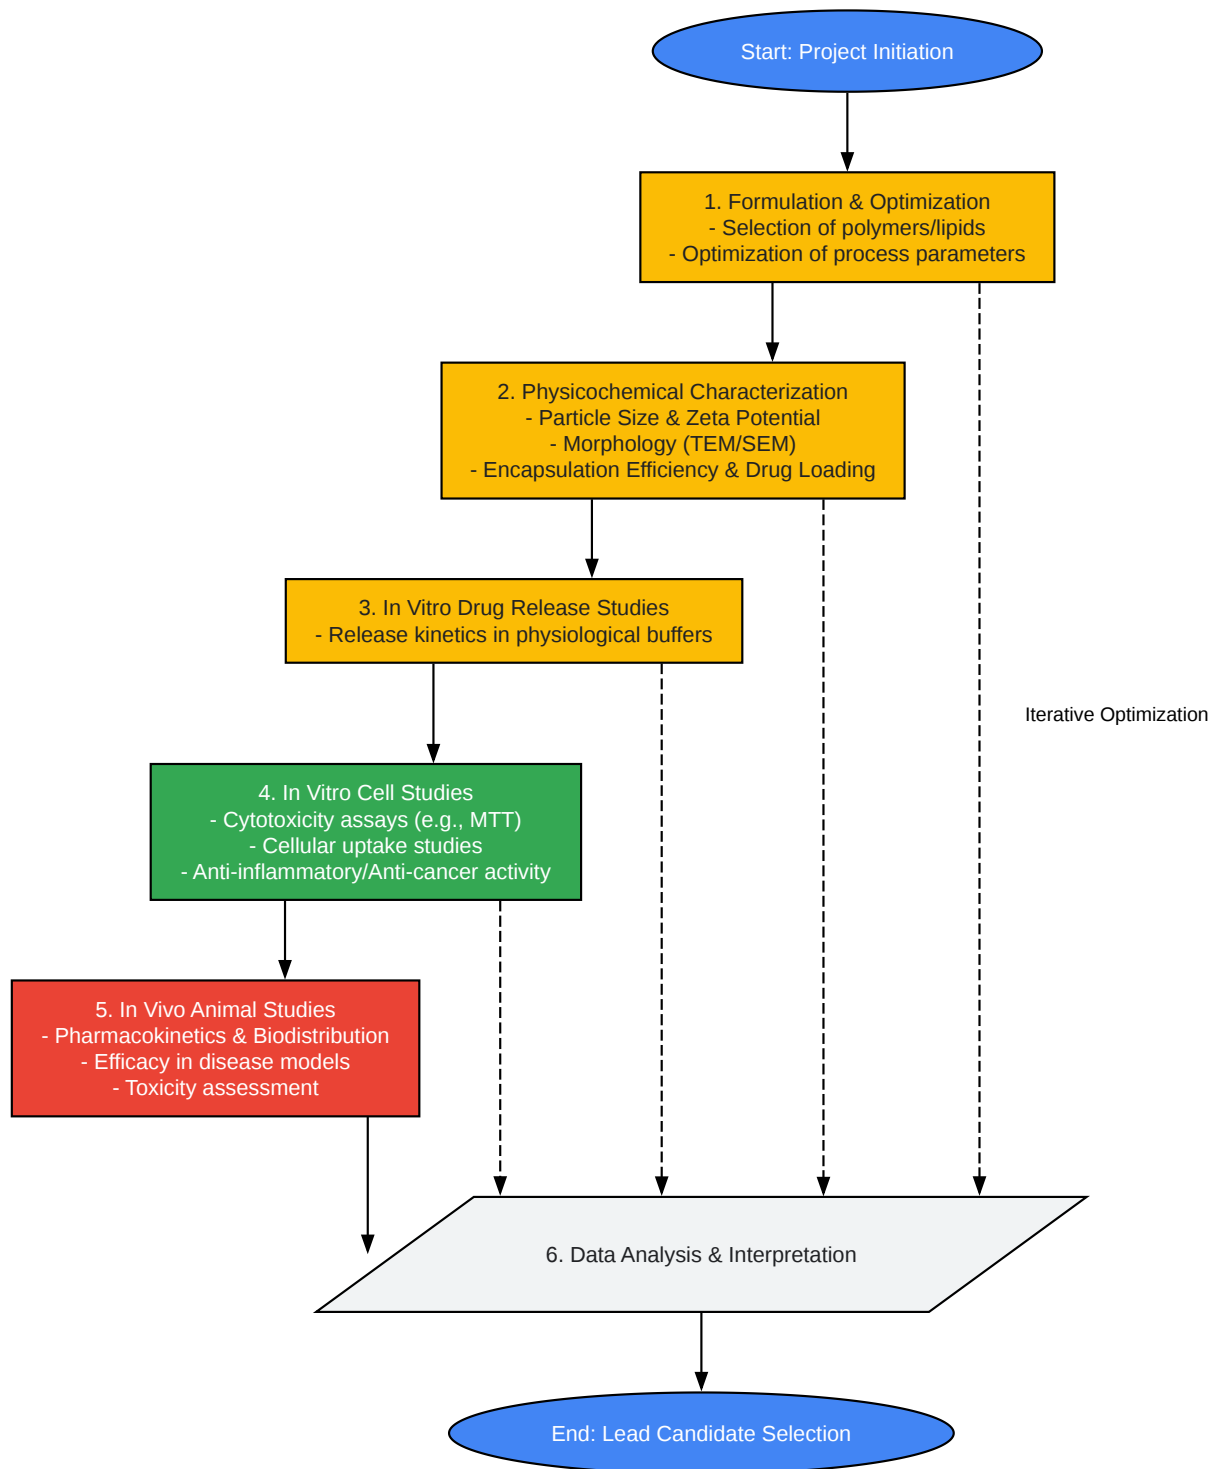 Start: Project Initiation
1. Formulation & Optimization
- Selection of polymers/lipids
- Optimization of process parameters
2. Physicochemical Characterization
- Particle Size & Zeta Potential
- Morphology (TEM/SEM)
- Encapsulation Efficiency & Drug Loading
3. In Vitro Drug Release Studies
- Release kinetics in physiological buffers
Iterative Optimization
4. In Vitro Cell Studies
- Cytotoxicity assays (e.g., MTT)
- Cellular uptake studies
- Anti-inflammatory/Anti-cancer activity
5. In Vivo Animal Studies
- Pharmacokinetics & Biodistribution
- Efficacy in disease models
- Toxicity assessment
6. Data Analysis & Interpretation
End: Lead Candidate Selection